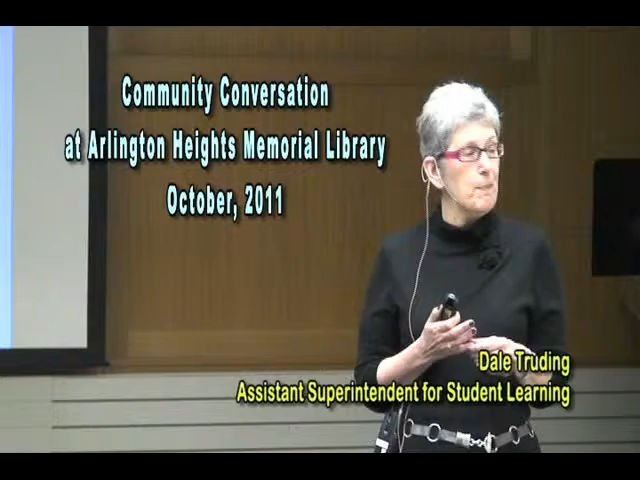 Community Conversation
at Arlington Heights Memorial Library
October, 2011
Dale Truding
Assistant Superintendent for Student Learning